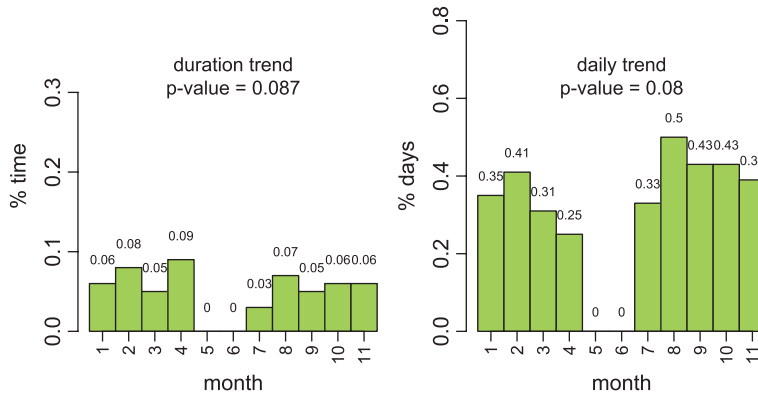 duration trend
p-value = 0.087
% time
0.0 0.1 0.2 0.3
0.06 0.08 0.05 0.09 0 0 0.03 0.07 0.05 0.06 0.06
1 2 3 4 5 6 7 8 9 10 11
month
daily trend
p-value = 0.08
% days
0.0 0.2 0.4 0.6 0.8
0.35 0.41 0.31 0.25 0 0 0.33 0.5 0.43 0.43 0.3
1 2 3 4 5 6 7 8 9 10 11
month